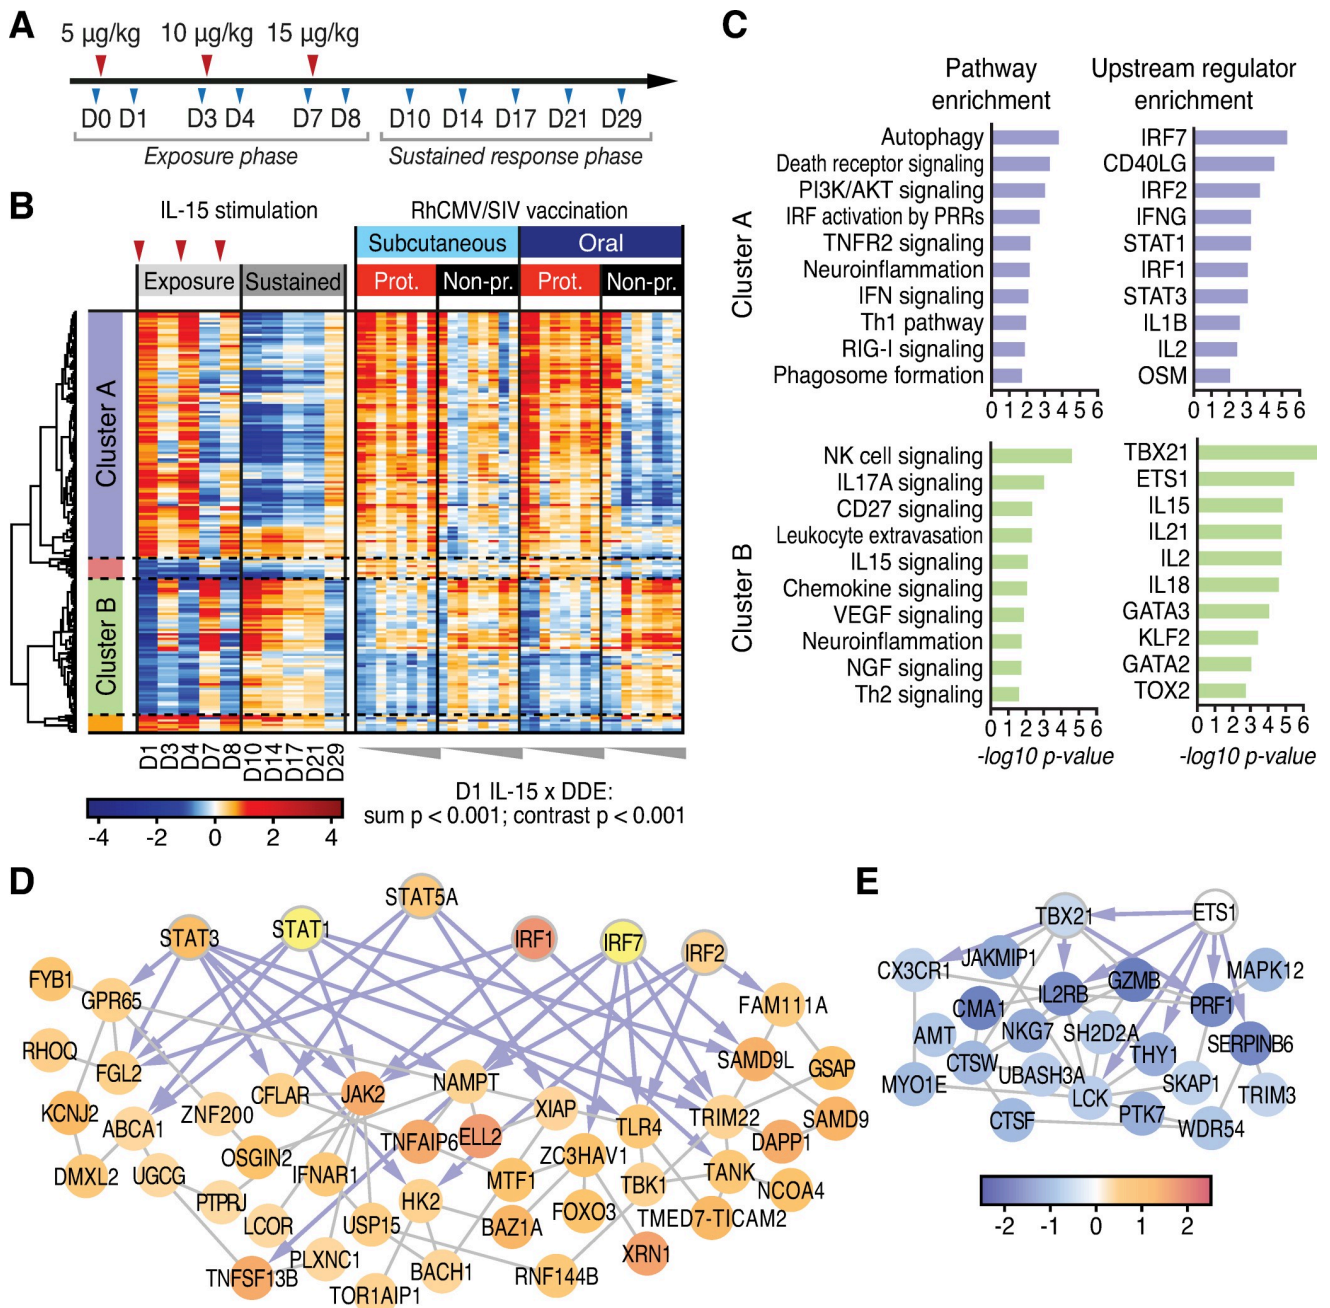 A
5 µg/kg 10 µg/kg 15 µg/kg
D0 D1 D3 D4 D7 D8 D10 D14 D17 D21 D29
Exposure phase Sustained response phase
B
IL-15 stimulation RhCMV/SIV vaccination
Subcutaneous Oral
Exposure Sustained Prot. Non-pr. Prot. Non-pr.
Cluster A
Cluster B
D1 D3 D4 D7 D8 D10 D14 D17 D21 D29
-4 -2 0 2 4
D1 IL-15 x DDE:
sum p < 0.001; contrast p < 0.001
C
Pathway
enrichment
Upstream regulator
enrichment
Cluster A
Autophagy
Death receptor signaling
PI3K/AKT signaling
IRF activation by PRRs
TNFR2 signaling
Neuroinflammation
IFN signaling
Th1 pathway
RIG-I signaling
Phagosome formation
0 1 2 3 4 5 6
IRF7
CD40LG
IRF2
IFNG
STAT1
IRF1
STAT3
IL1B
IL2
OSM
0 1 2 3 4 5 6
Cluster B
NK cell signaling
IL17A signaling
CD27 signaling
Leukocyte extravasation
IL15 signaling
Chemokine signaling
VEGF signaling
Neuroinflammation
NGF signaling
Th2 signaling
0 1 2 3 4 5 6
-log10 p-value
TBX21
ETS1
IL15
IL21
IL2
IL18
GATA3
KLF2
GATA2
TOX2
0 1 2 3 4 5 6
-log10 p-value
D
STAT5A
STAT3 STAT1 IRF1 IRF7 IRF2
FYB1
GPR65 FAM111A
RHOQ
FGL2 SAMD9L GSAP
CFLAR JAK2 NAMPT
KCNJ2 ABCA1 ZNF200 XIAP TRIM22 SAMD9
TNFAIP6 ELL2 TLR4 DAPP1
DMXL2 UGCG OSGIN2 IFNAR1 MTF1 ZC3HAV1 TBK1 TANK NCOA4
PTPRJ HK2
LCOR USP15 BAZ1A FOXO3 TMED7-TICAM2
PLXNC1 XRN1
TNFSF13B BACH1 RNF144B
TOR1AIP1
E
TBX21 ETS1
CX3CR1 JAKMIP1 GZMB MAPK12
CMA1 IL2RB PRF1
AMT NKG7 SH2D2A THY1 SERPINB6
CTSW
MYO1E UBASH3A LCK SKAP1 TRIM3
CTSF PTK7 WDR54
-2 -1 0 1 2